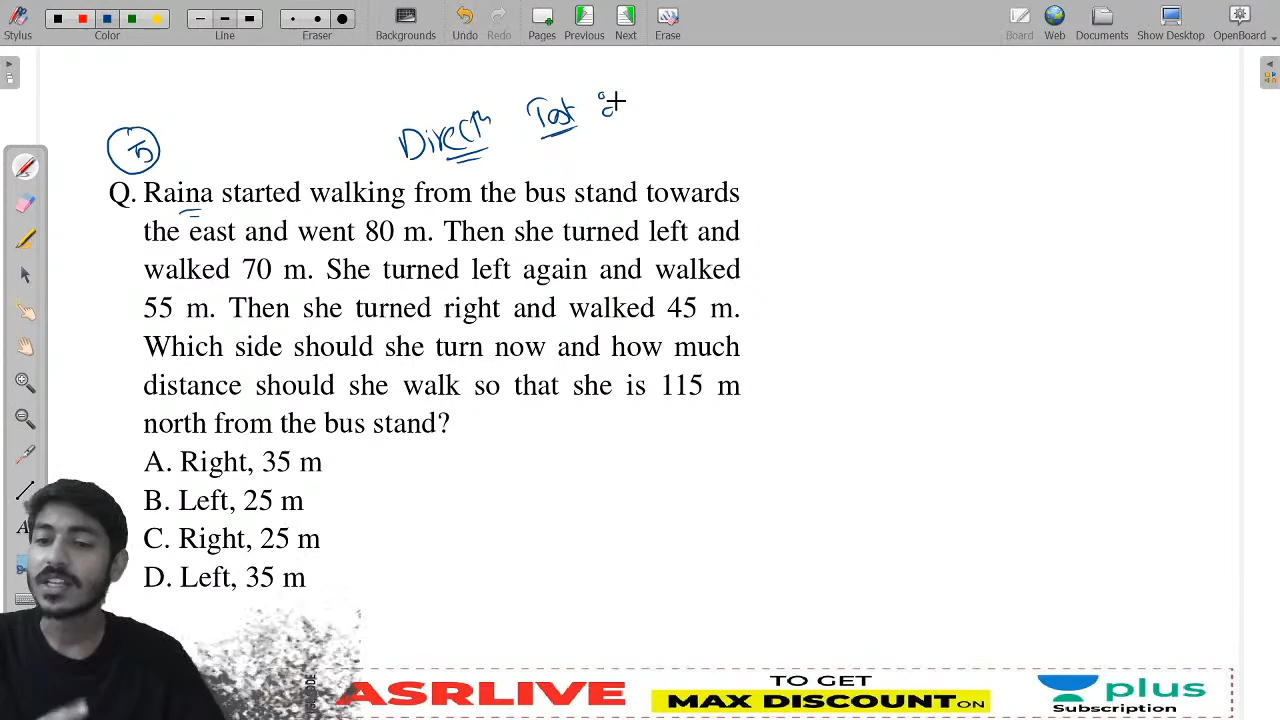 Stylus
Color
Line
Eraser
Backgrounds
Undo
Redo
Pages
Previous
Next
Erase
Board
Web
Documents
Show Desktop
OpenBoard
Test
Q. Raina started walking from the bus stand towards
the east and went 80 m. Then she turned left and
walked 70 m. She turned left again and walked
55 m. Then she turned right and walked 45 m.
Which side should she turn now and how much
distance should she walk so that she is 115 m
north from the bus stand?
A. Right, 35 m
B. Left, 25 m
C. Right, 25 m
D. Left, 35 m
ASRLIVE
TO GET
MAX DISCOUNT ON
plus
Subscription